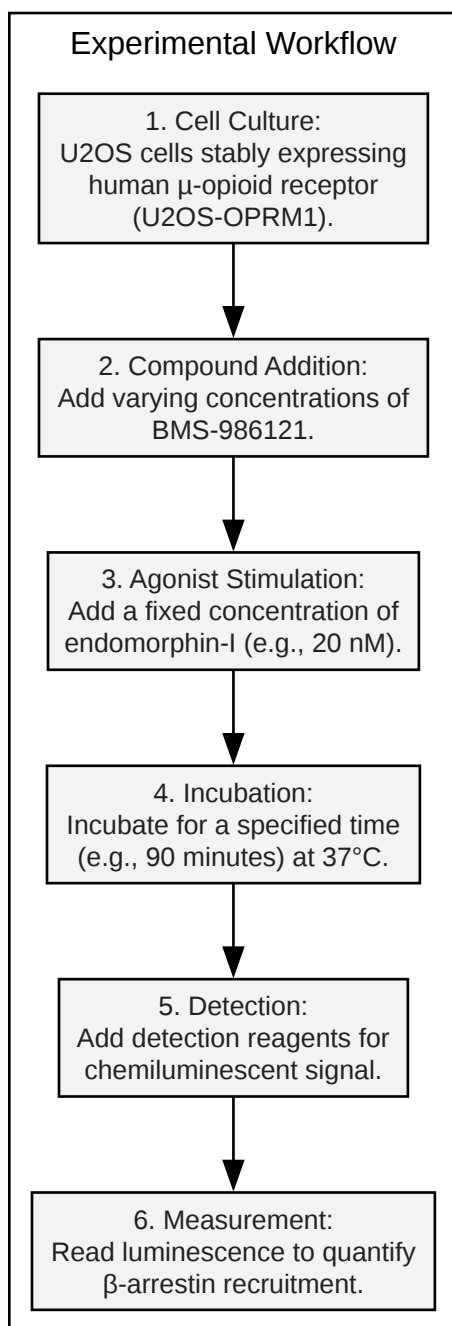 Experimental Workflow
1. Cell Culture:
U2OS cells stably expressing
human μ-opioid receptor
(U2OS-OPRM1).
2. Compound Addition:
Add varying concentrations of
BMS-986121.
3. Agonist Stimulation:
Add a fixed concentration of
endomorphin-I (e.g., 20 nM).
4. Incubation:
Incubate for a specified time
(e.g., 90 minutes) at 37°C.
5. Detection:
Add detection reagents for
chemiluminescent signal.
6. Measurement:
Read luminescence to quantify
β-arrestin recruitment.